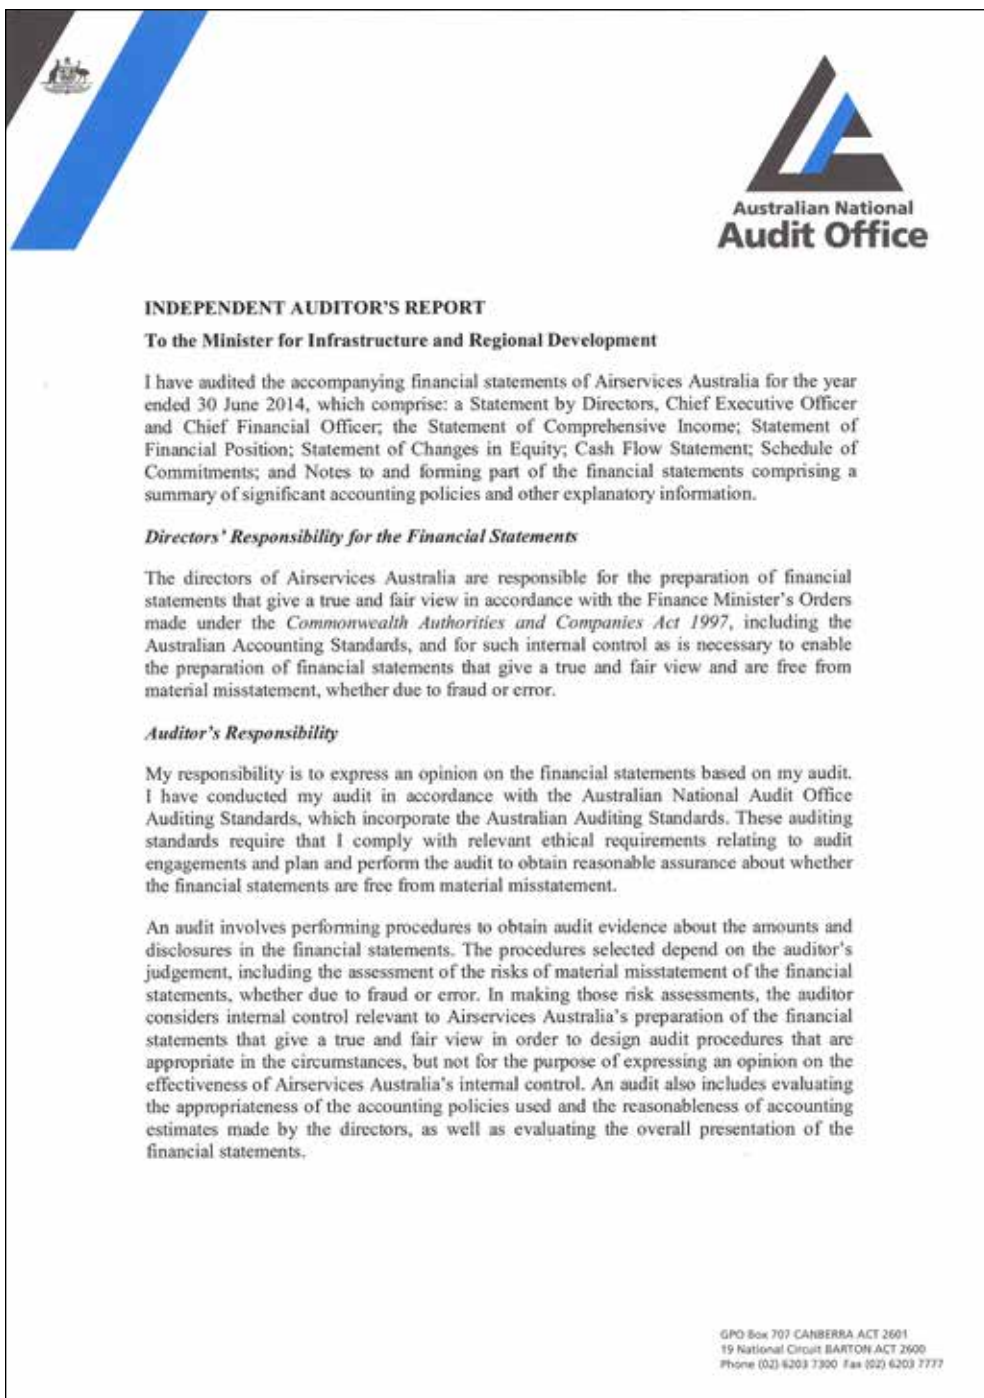 Australian National
Audit Office
INDEPENDENT AUDITOR'S REPORT
To the Minister for Infrastructure and Regional Development
I have audited the accompanying financial statements of Airservices Australia for the year
ended 30 June 2014, which comprise: a Statement by Directors, Chief Executive Officer
and Chief Financial Officer; the Statement of Comprehensive Income; Statement of
Financial Position; Statement of Changes in Equity; Cash Flow Statement; Schedule of
Commitments; and Notes to and forming part of the financial statements comprising a
summary of significant accounting policies and other explanatory information.
Directors' Responsibility for the Financial Statements
The directors of Airservices Australia are responsible for the preparation of financial
statements that give a true and fair view in accordance with the Finance Minister's Orders
made under the Commonwealth Authorities and Companies Act 1997, including the
Australian Accounting Standards, and for such internal control as is necessary to enable
the preparation of financial statements that give a true and fair view and are free from
material misstatement, whether due to fraud or error.
Auditor's Responsibility
My responsibility is to express an opinion on the financial statements based on my audit.
I have conducted my audit in accordance with the Australian National Audit Office
Auditing Standards, which incorporate the Australian Auditing Standards. These auditing
standards require that I comply with relevant ethical requirements relating to audit
engagements and plan and perform the audit to obtain reasonable assurance about whether
the financial statements are free from material misstatement.
An audit involves performing procedures to obtain audit evidence about the amounts and
disclosures in the financial statements. The procedures selected depend on the auditor's
judgement, including the assessment of the risks of material misstatement of the financial
statements, whether due to fraud or error. In making those risk assessments, the auditor
considers internal control relevant to Airservices Australia's preparation of the financial
statements that give a true and fair view in order to design audit procedures that are
appropriate in the circumstances, but not for the purpose of expressing an opinion on the
effectiveness of Airservices Australia's internal control. An audit also includes evaluating
the appropriateness of the accounting policies used and the reasonableness of accounting
estimates made by the directors, as well as evaluating the overall presentation of the
financial statements.
GPO Box 707 CANBERRA ACT 2601
19 National Circuit BARTON ACT 2600
Phone (02) 6203 7300 Fax (02) 6203 7777